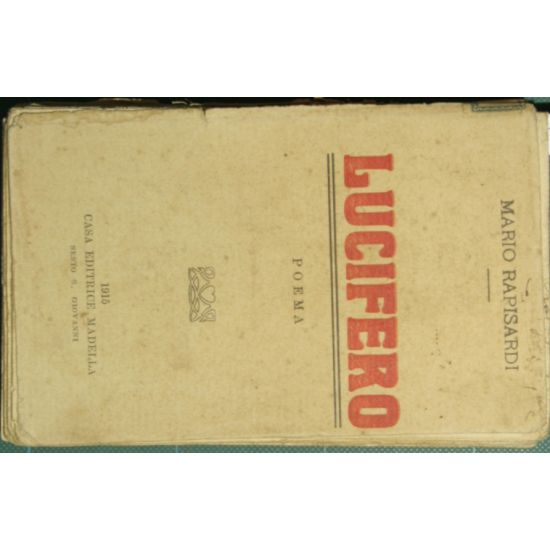 MARIO RAPISARDI
LUCIFERO
POEMA
1915
CASA EDITRICE MADELLA
SESTO S. GIOVANNI